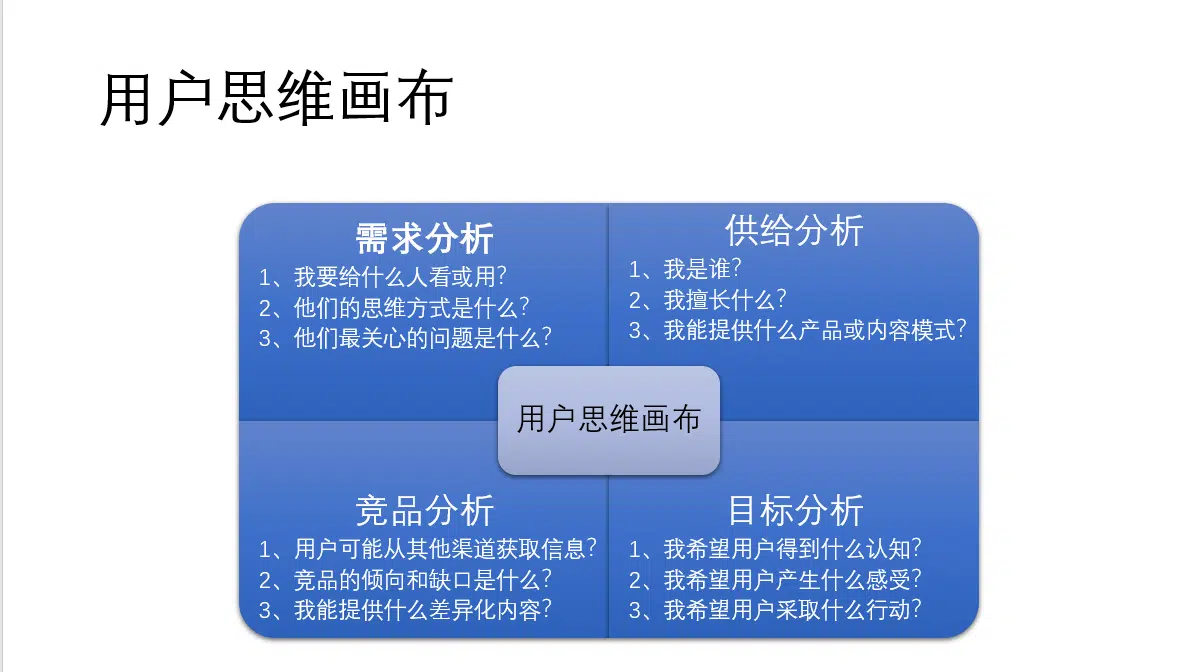 用户思维画布
需求分析
1、我要给什么人看或用?
2、他们的思维方式是什么?
3、他们最关心的问题是什么?
供给分析
1、我是谁?
2、我擅长什么?
3、我能提供什么产品或内容模式?
用户思维画布
竞品分析
1、用户可能从其他渠道获取信息?
2、竞品的倾向和缺口是什么?
3、我能提供什么差异化内容?
目标分析
1、我希望用户得到什么认知?
2、我希望用户产生什么感受?
3、我希望用户采取什么行动?